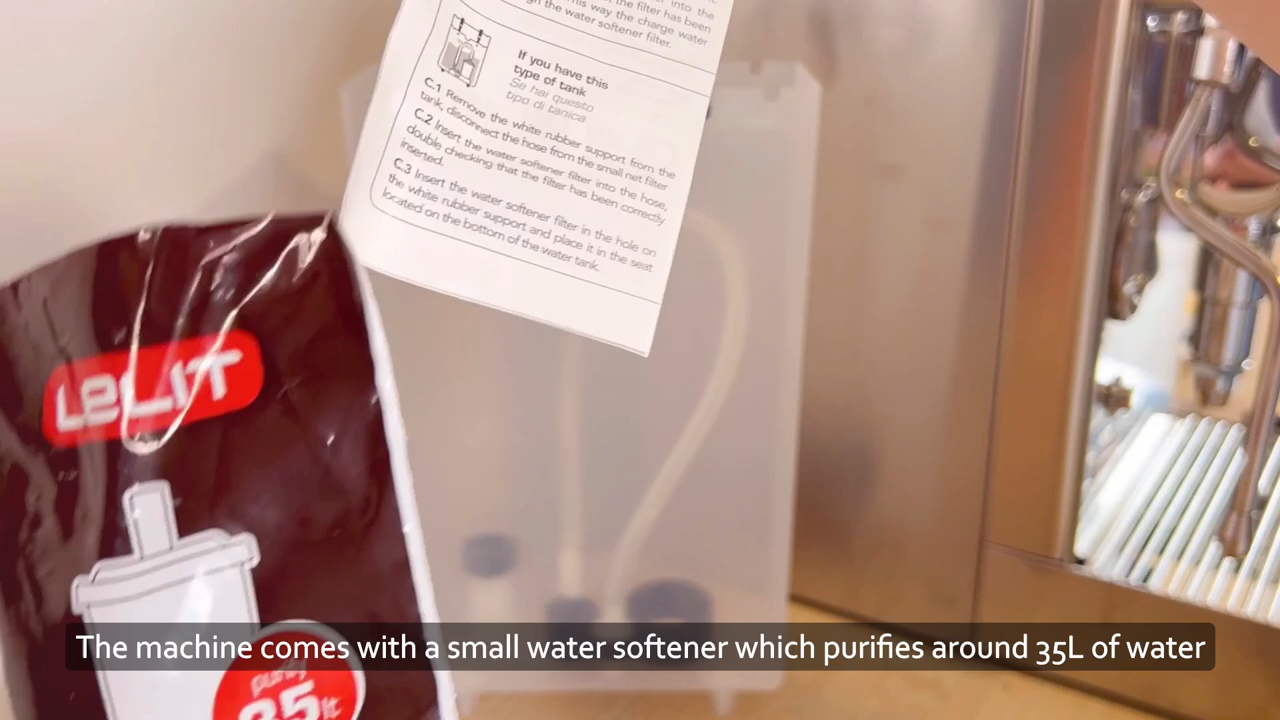 into the
the filter has been
This way the charge water
the water softener filter.
If you have this
type of tank
Se hai questo
tipo di tanica
C.1 Remove the white rubber support from the
tank, disconnect the hose from the small net filter
C.2 Insert the water softener filter into the hose,
double checking that the filter has been correctly
inserted.
C.3 Insert the water softener filter in the hole on
the white rubber support and place it in the seat
located on the bottom of the water tank.
LELIT
purify
35lt
The machine comes with a small water softener which purifies around 35L of water